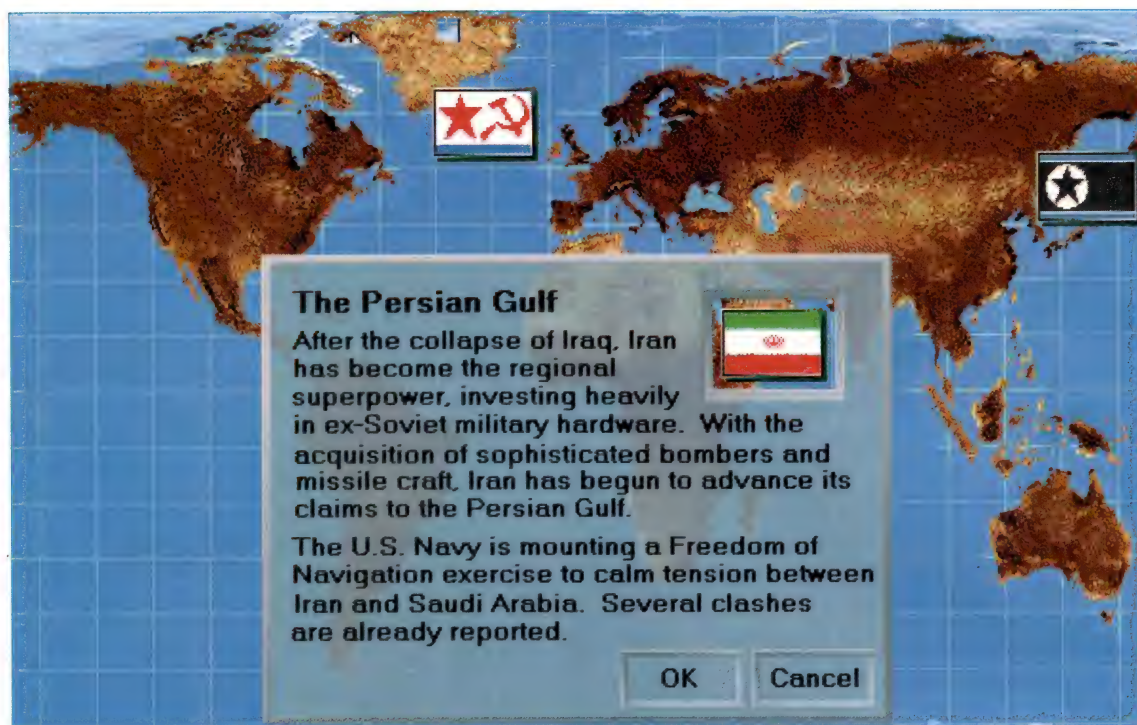 The Persian Gulf
After the collapse of Iraq, Iran
has become the regional
superpower, investing heavily
in ex-Soviet military hardware. With the
acquisition of sophisticated bombers and
missile craft, Iran has begun to advance its
claims to the Persian Gulf.
The U.S. Navy is mounting a Freedom of
Navigation exercise to calm tension between
Iran and Saudi Arabia. Several clashes
are already reported.
OK Cancel